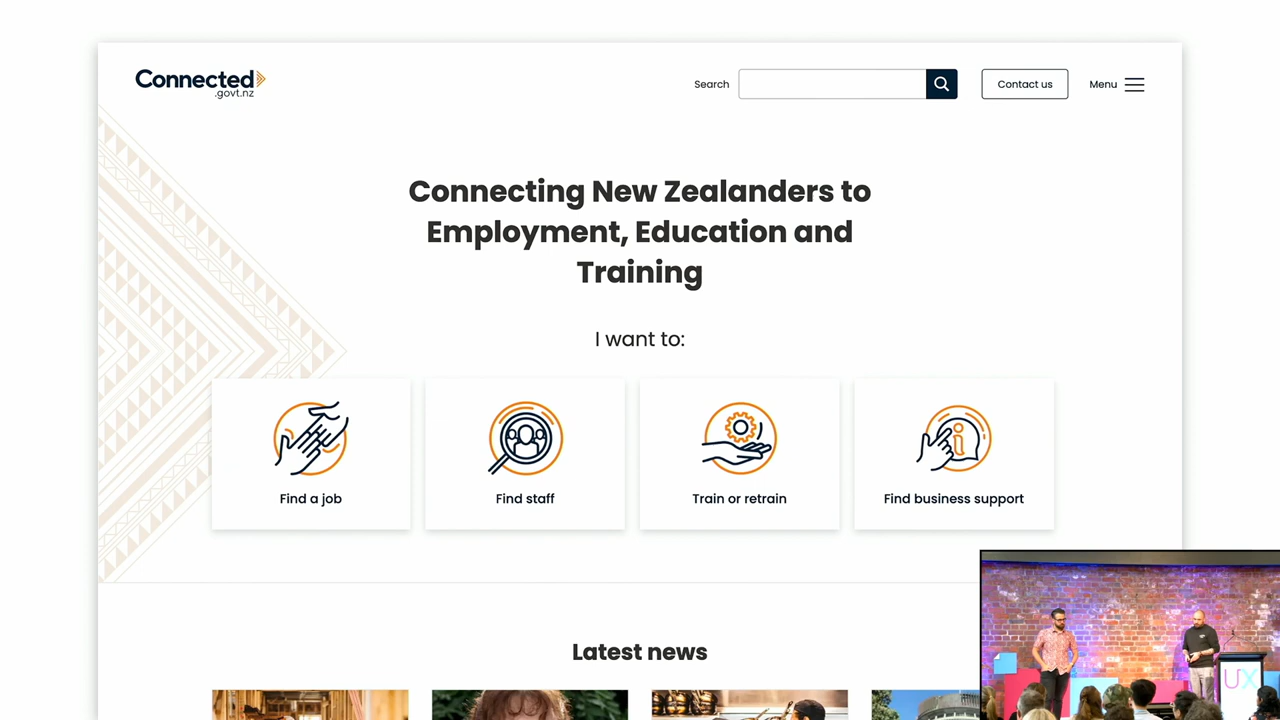 Connected
.govt.nz
Search
Contact us
Menu
Connecting New Zealanders to
Employment, Education and
Training
I want to:
Find a job
Find staff
Train or retrain
Find business support
Latest news
UX